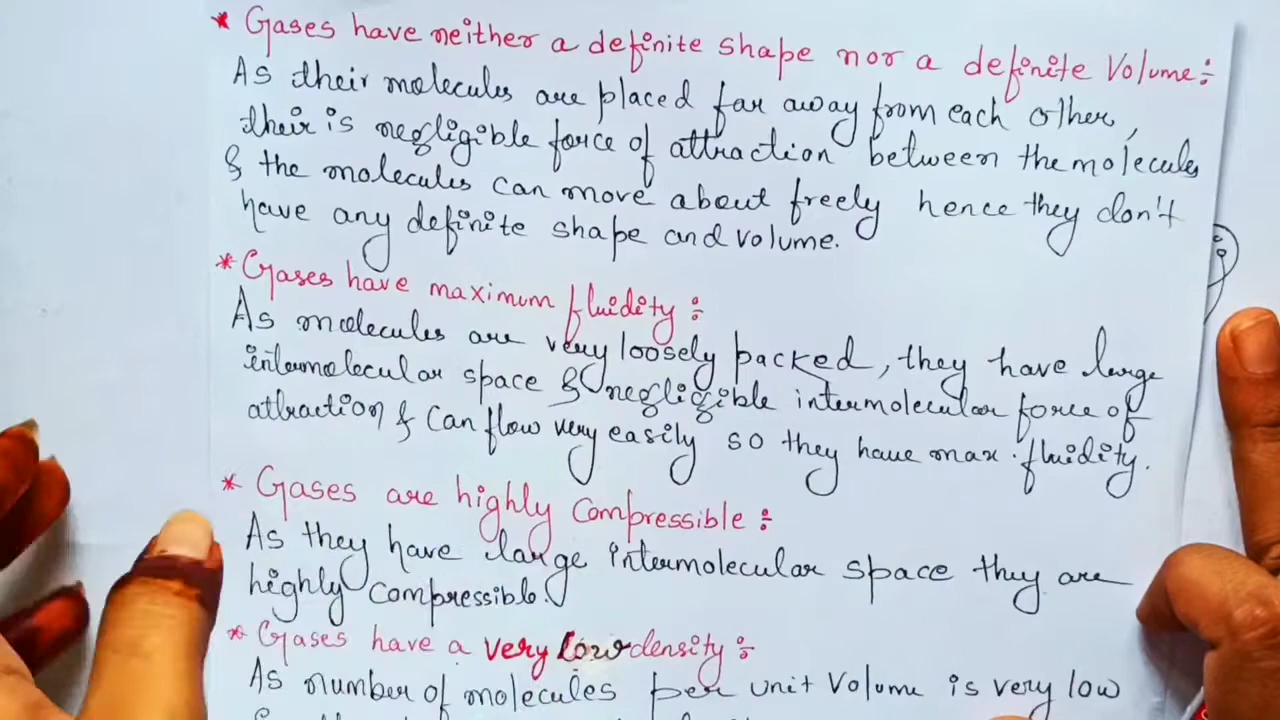 * Gases have neither a definite shape nor a definite Volume :-
As their molecules are placed far away from each other,
their is negligible force of attraction between the molecules
& the molecules can move about freely hence they don't
have any definite shape and volume.
* Gases have maximum fluidity :-
As molecules are very loosely packed, they have large
intermolecular space & negligible intermolecular force of
attraction & can flow very easily so they have max. fluidity.
* Gases are highly compressible :-
As they have large intermolecular space they are
highly compressible.
* Gases have a very low density :-
As number of molecules per unit volume is very low